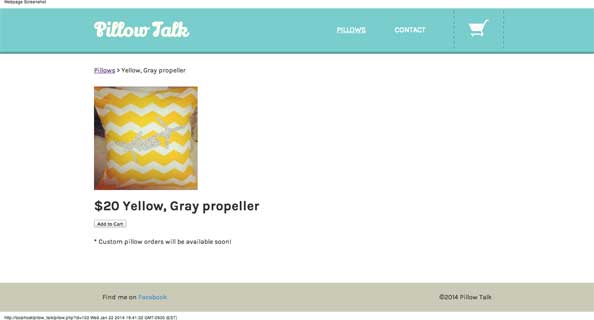 Webpage Screenshot
Pillow Talk
PILLOWS
CONTACT
Pillows > Yellow, Gray propeller
$20 Yellow, Gray propeller
Add to Cart
* Custom pillow orders will be available soon!
Find me on Facebook
©2014 Pillow Talk
http://localhost/pillow_talk/pillow.php?id=103 Wed Jan 22 2014 19:41:32 GMT-0500 (EST)